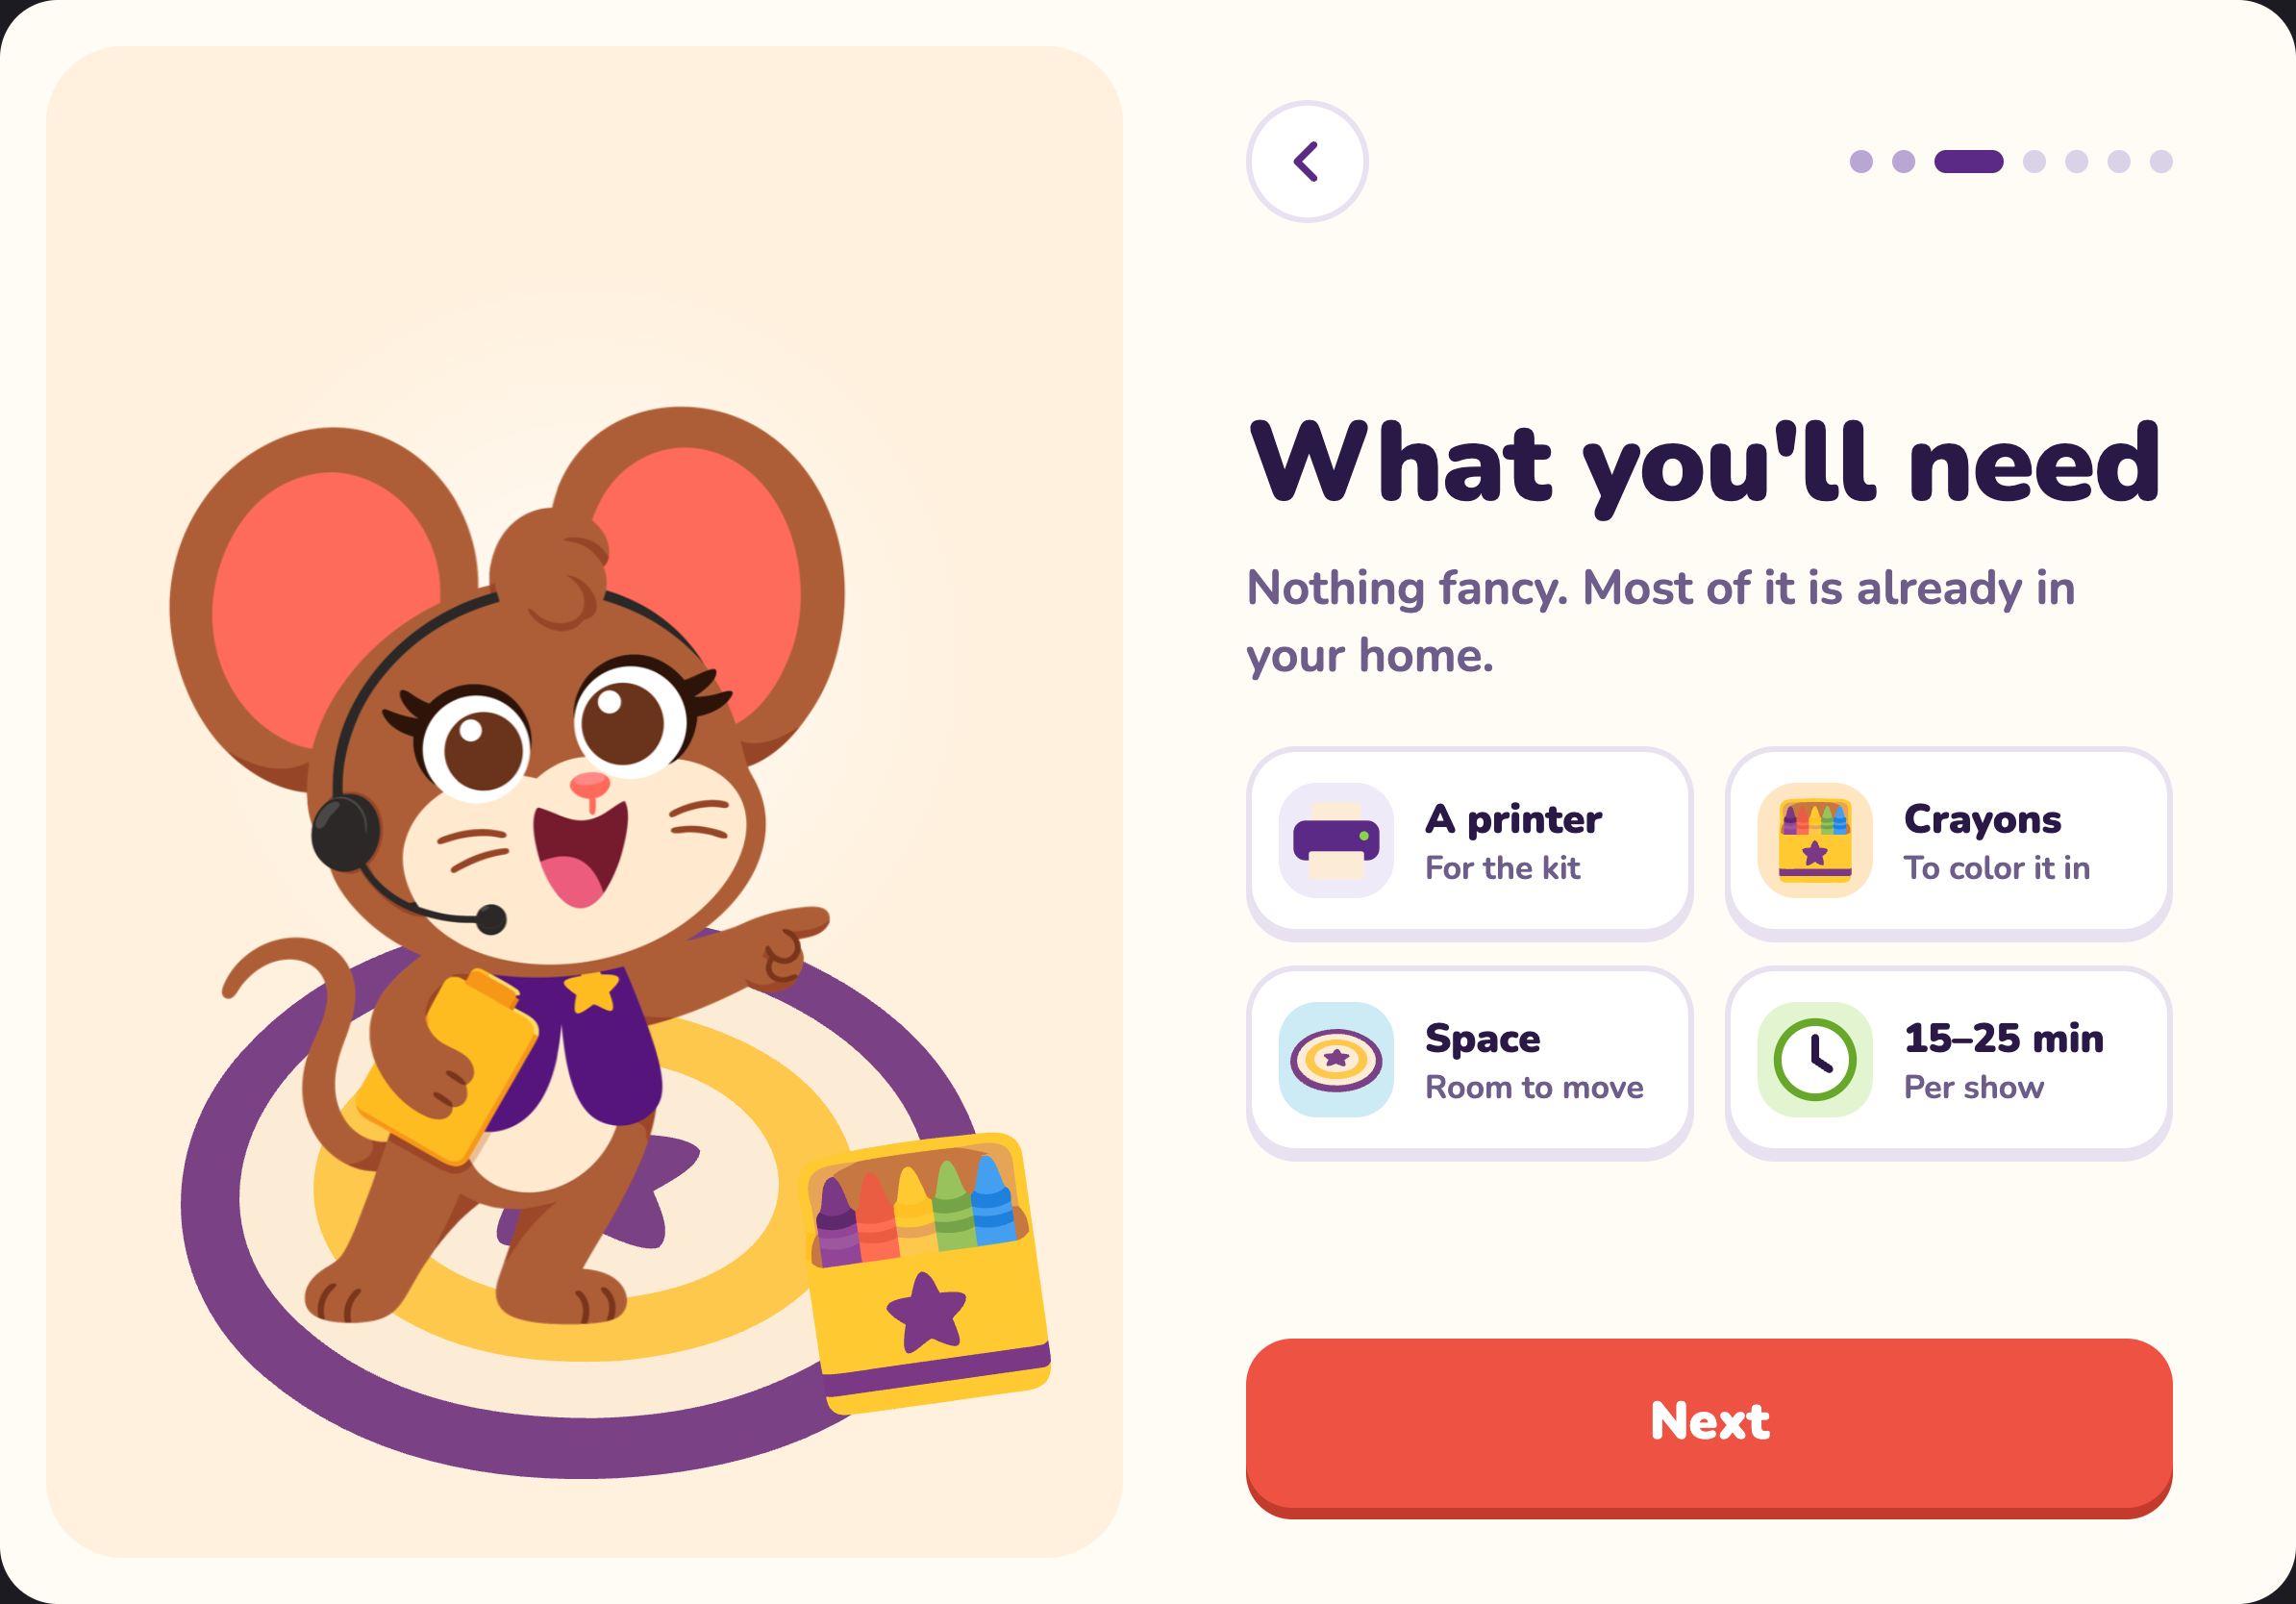 What you'll need
Nothing fancy. Most of it is already in
your home.
A printer
For the kit
Crayons
To color it in
Space
Room to move
15–25 min
Per show
Next